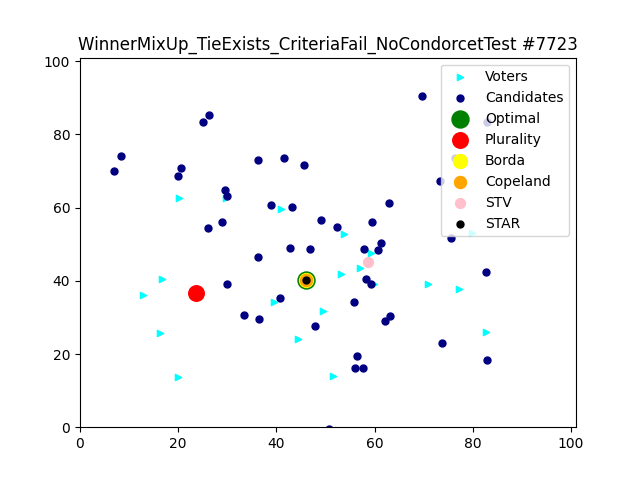 WinnerMixUp_TieExists_CriteriaFail_NoCondorcetTest #7723
100
80
60
40
20
0
0 20 40 60 80 100
Voters
Candidates
Optimal
Plurality
Borda
Copeland
STV
STAR